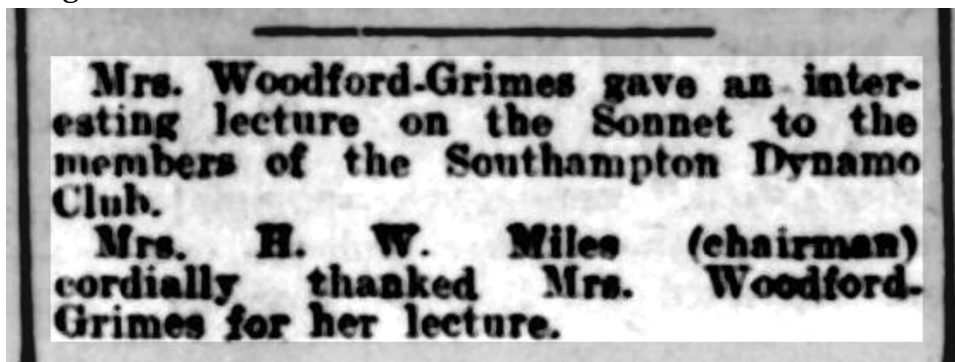 Mrs. Woodford-Grimes gave an inter-
esting lecture on the Sonnet to the
members of the Southampton Dynamo
Club.
Mrs. H. W. Miles (chairman)
cordially thanked Mrs. Woodford-
Grimes for her lecture.